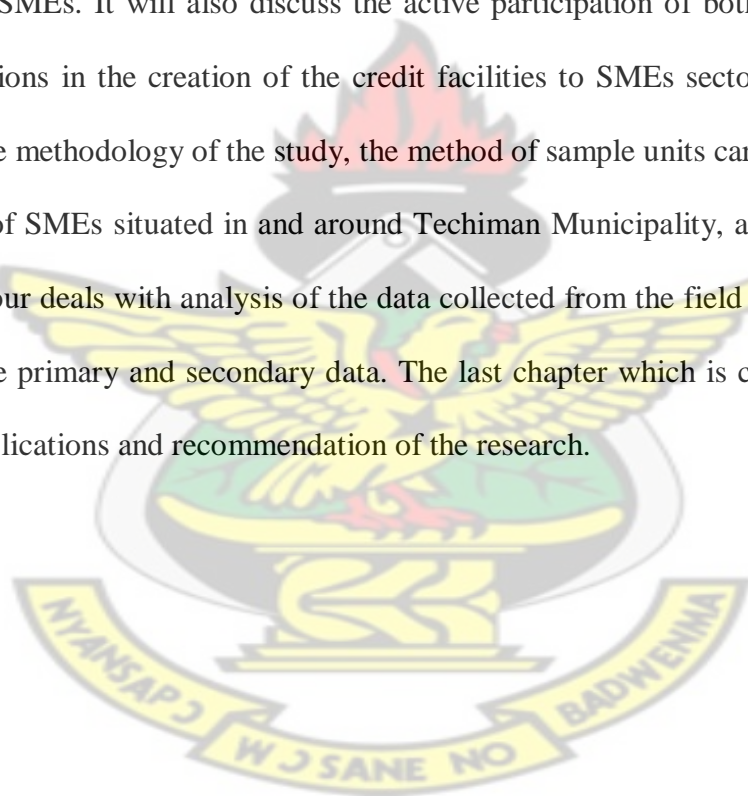 SMEs. It will also discuss the active participation of both
ions in the creation of the credit facilities to SMEs secto
e methodology of the study, the method of sample units car
of SMEs situated in and around Techiman Municipality, a
our deals with analysis of the data collected from the field
e primary and secondary data. The last chapter which is c
lications and recommendation of the research.
NYANSAPƆ
WƆSANE NO
BADWENMA